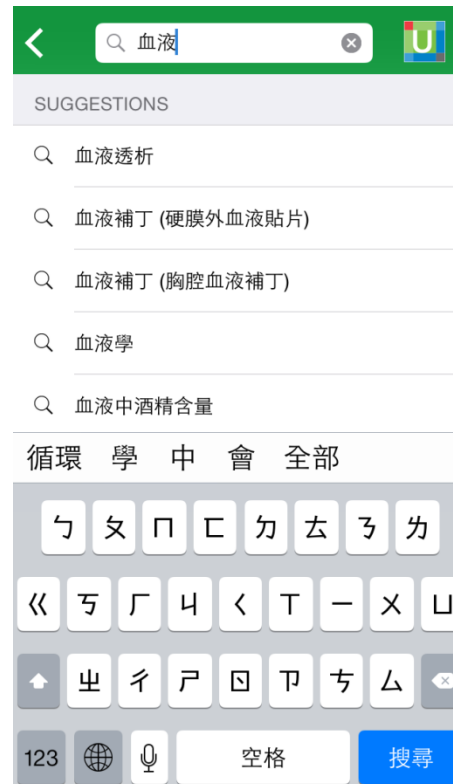 血液
U
SUGGESTIONS
血液透析
血液補丁 (硬膜外血液貼片)
血液補丁 (胸腔血液補丁)
血液學
血液中酒精含量
循環 學 中 會 全部
ㄅ ㄆ ㄇ ㄈ ㄉ ㄊ ㄋ ㄌ
ㄍ ㄎ ㄏ ㄐ ㄑ ㄒ ㄧ ㄨ ㄩ
ㄓ ㄔ ㄕ ㄖ ㄗ ㄘ ㄙ
123 空格 搜尋